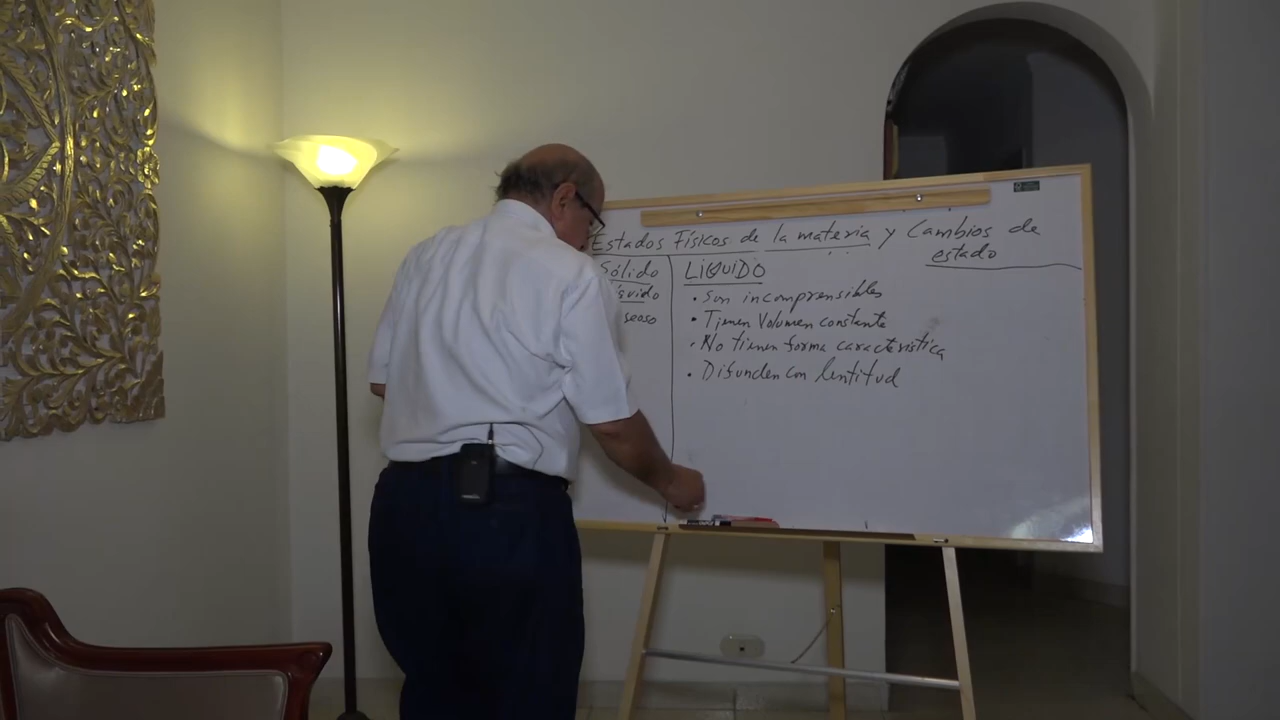 Estados Físicos de la materia y Cambios de
estado
Sólido
seoso
LiQUiDO
• Son incomprensibles
• Tienen Volumen constante
• No tienen forma característica
• Difunden con lentitud